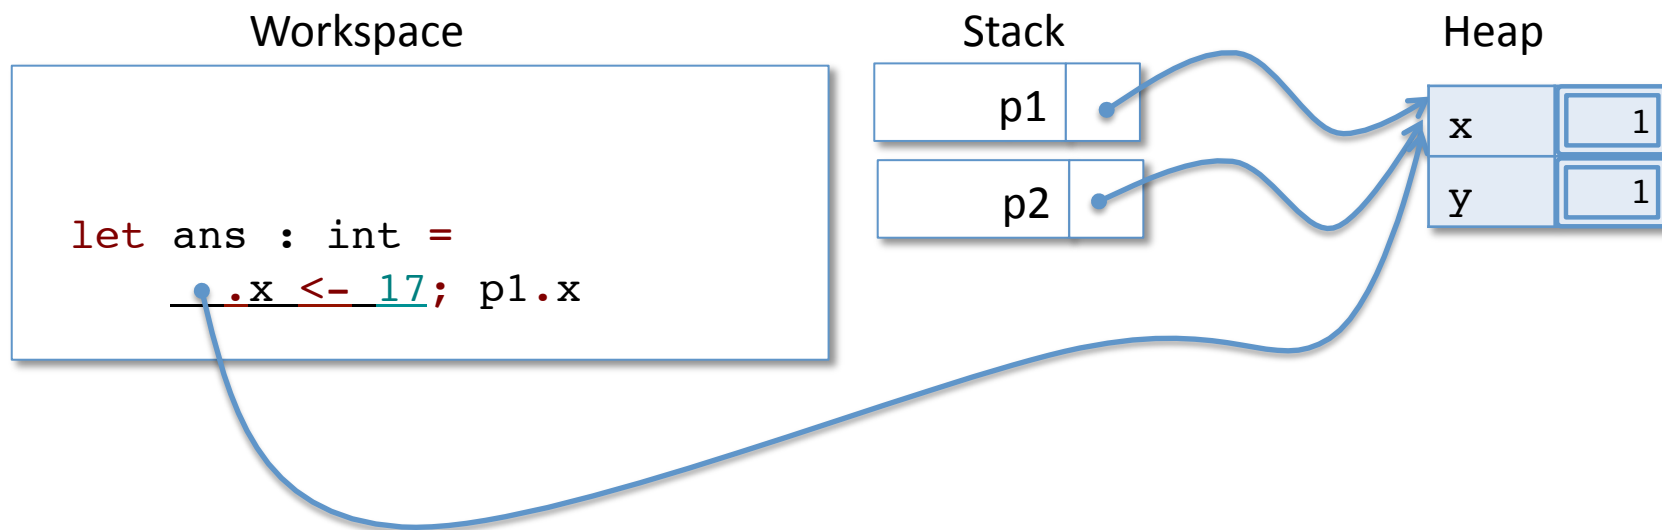 Workspace
Stack
Heap
p1
x 1
p2
y 1
let ans : int =
.x <- 17; p1.x